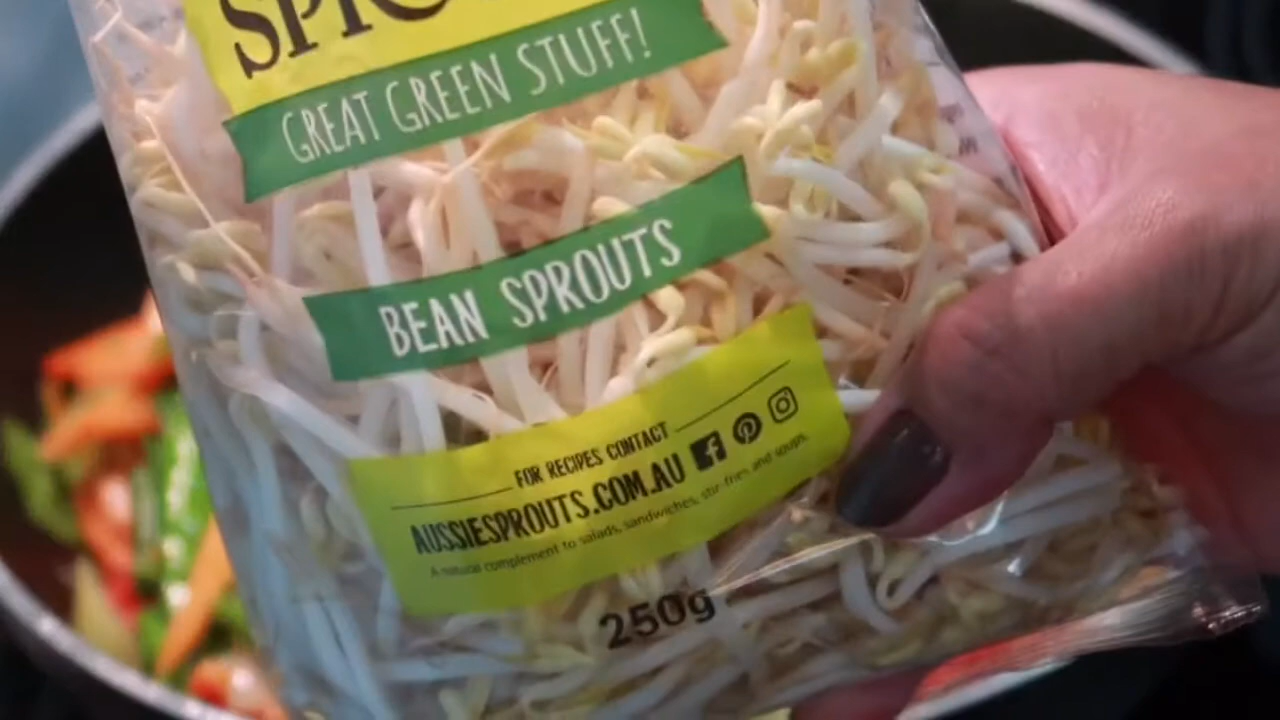 GREAT GREEN STUFF!
BEAN SPROUTS
FOR RECIPES CONTACT
AUSSIESPROUTS.COM.AU
A natural complement to salads, sandwiches, stir-fries and soups.
250g